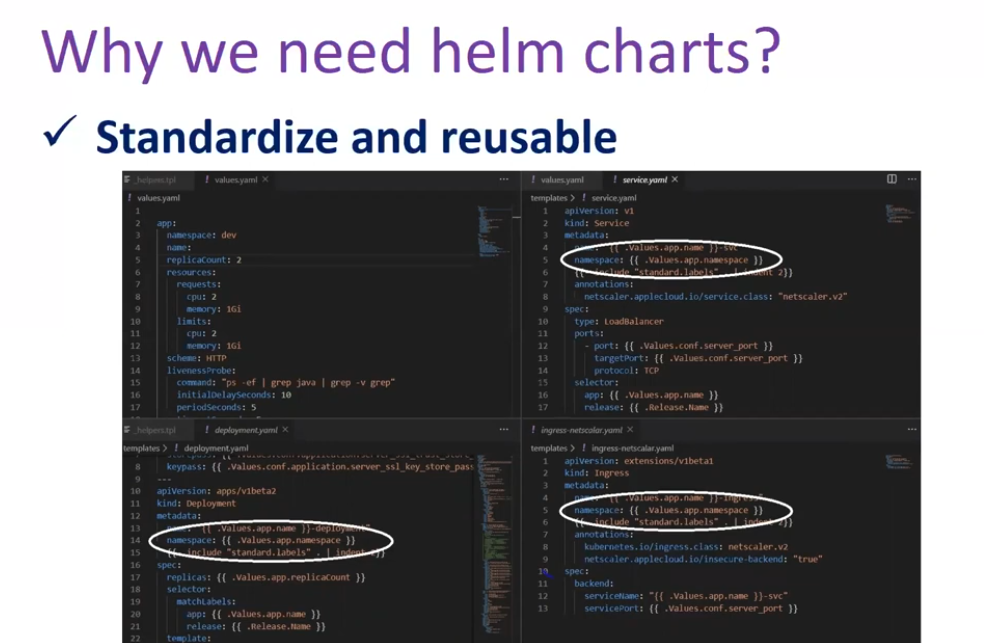 Why we need helm charts?
✓ Standardize and reusable
_helpers.tpl ! values.yaml × ···
! values.yaml
1
2 app:
3 namespace: dev
4 name:
5 replicaCount: 2
6 resources:
7 requests:
8 cpu: 2
9 memory: 1Gi
10 limits:
11 cpu: 2
12 memory: 1Gi
13 scheme: HTTP
14 livenessProbe:
15 command: "ps -ef | grep java | grep -v grep"
16 initialDelaySeconds: 10
17 periodSeconds: 5
! values.yaml ! service.yaml × ···
templates > ! service.yaml
1 apiVersion: v1
2 kind: Service
3 metadata:
4 {{ .Values.app.name }}-svc
5 namespace: {{ .Values.app.namespace }}
6 include "standard.labels" . | indent 2}}
7 annotations:
8 netscaler.applecloud.io/service.class: "netscaler.v2"
9 spec:
10 type: LoadBalancer
11 ports:
12 - port: {{ .Values.conf.server_port }}
13 targetPort: {{ .Values.conf.server_port }}
14 protocol: TCP
15 selector:
16 app: {{ .Values.app.name }}
17 release: {{ .Release.Name }}
_helpers.tpl ! deployment.yaml × ···
templates > ! deployment.yaml
8 keypass: {{ .Values.conf.application.server_ssl_key_store_pass
9 ---
10 apiVersion: apps/v1beta2
11 kind: Deployment
12 metadata:
13 {{ .Values.app.name }}-deployment"
14 namespace: {{ .Values.app.namespace }}
15 include "standard.labels" . | indent
16 spec:
17 replicas: {{ .Values.app.replicaCount }}
18 selector:
19 matchLabels:
20 app: {{ .Values.app.name }}
21 release: {{ .Release.Name }}
22 template:
! ingress-netscalar.yaml × ···
templates > ! ingress-netscalar.yaml
1 apiVersion: extensions/v1beta1
2 kind: Ingress
3 metadata:
4 {{ .Values.app.name }}-ingress"
5 namespace: {{ .Values.app.namespace }}
6 include "standard.labels" . | indent 2}}
7 annotations:
8 kubernetes.io/ingress.class: netscaler.v2
9 netscaler.applecloud.io/insecure-backend: "true"
10 spec:
11 backend:
12 serviceName: "{{ .Values.app.name }}-svc"
13 servicePort: {{ .Values.conf.server_port }}